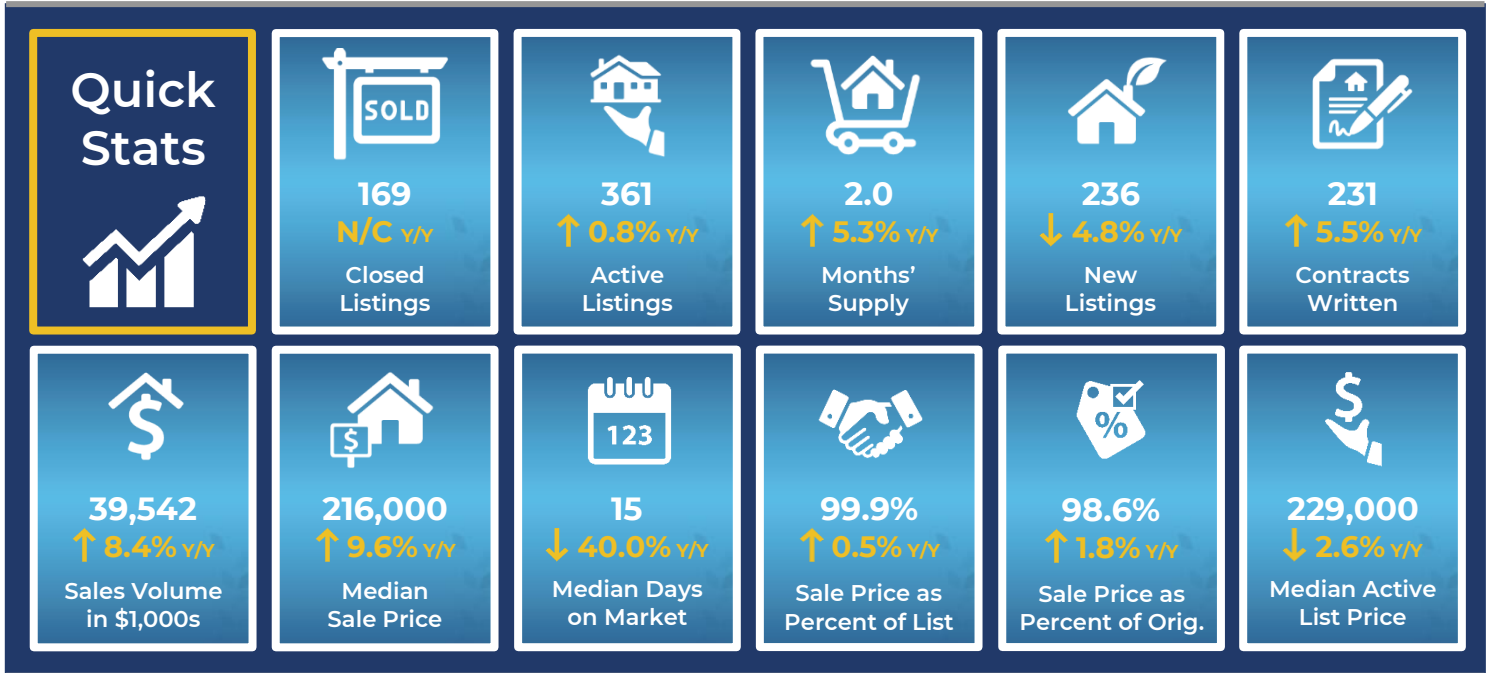 Quick
Stats
SOLD
169
N/C Y/Y
Closed
Listings
361
↑ 0.8% Y/Y
Active
Listings
2.0
↑ 5.3% Y/Y
Months’
Supply
236
↓ 4.8% Y/Y
New
Listings
231
↑ 5.5% Y/Y
Contracts
Written
$
39,542
↑ 8.4% Y/Y
Sales Volume
in $1,000s
$
216,000
↑ 9.6% Y/Y
Median
Sale Price
123
15
↓ 40.0% Y/Y
Median Days
on Market
99.9%
↑ 0.5% Y/Y
Sale Price as
Percent of List
%
98.6%
↑ 1.8% Y/Y
Sale Price as
Percent of Orig.
$
229,000
↓ 2.6% Y/Y
Median Active
List Price